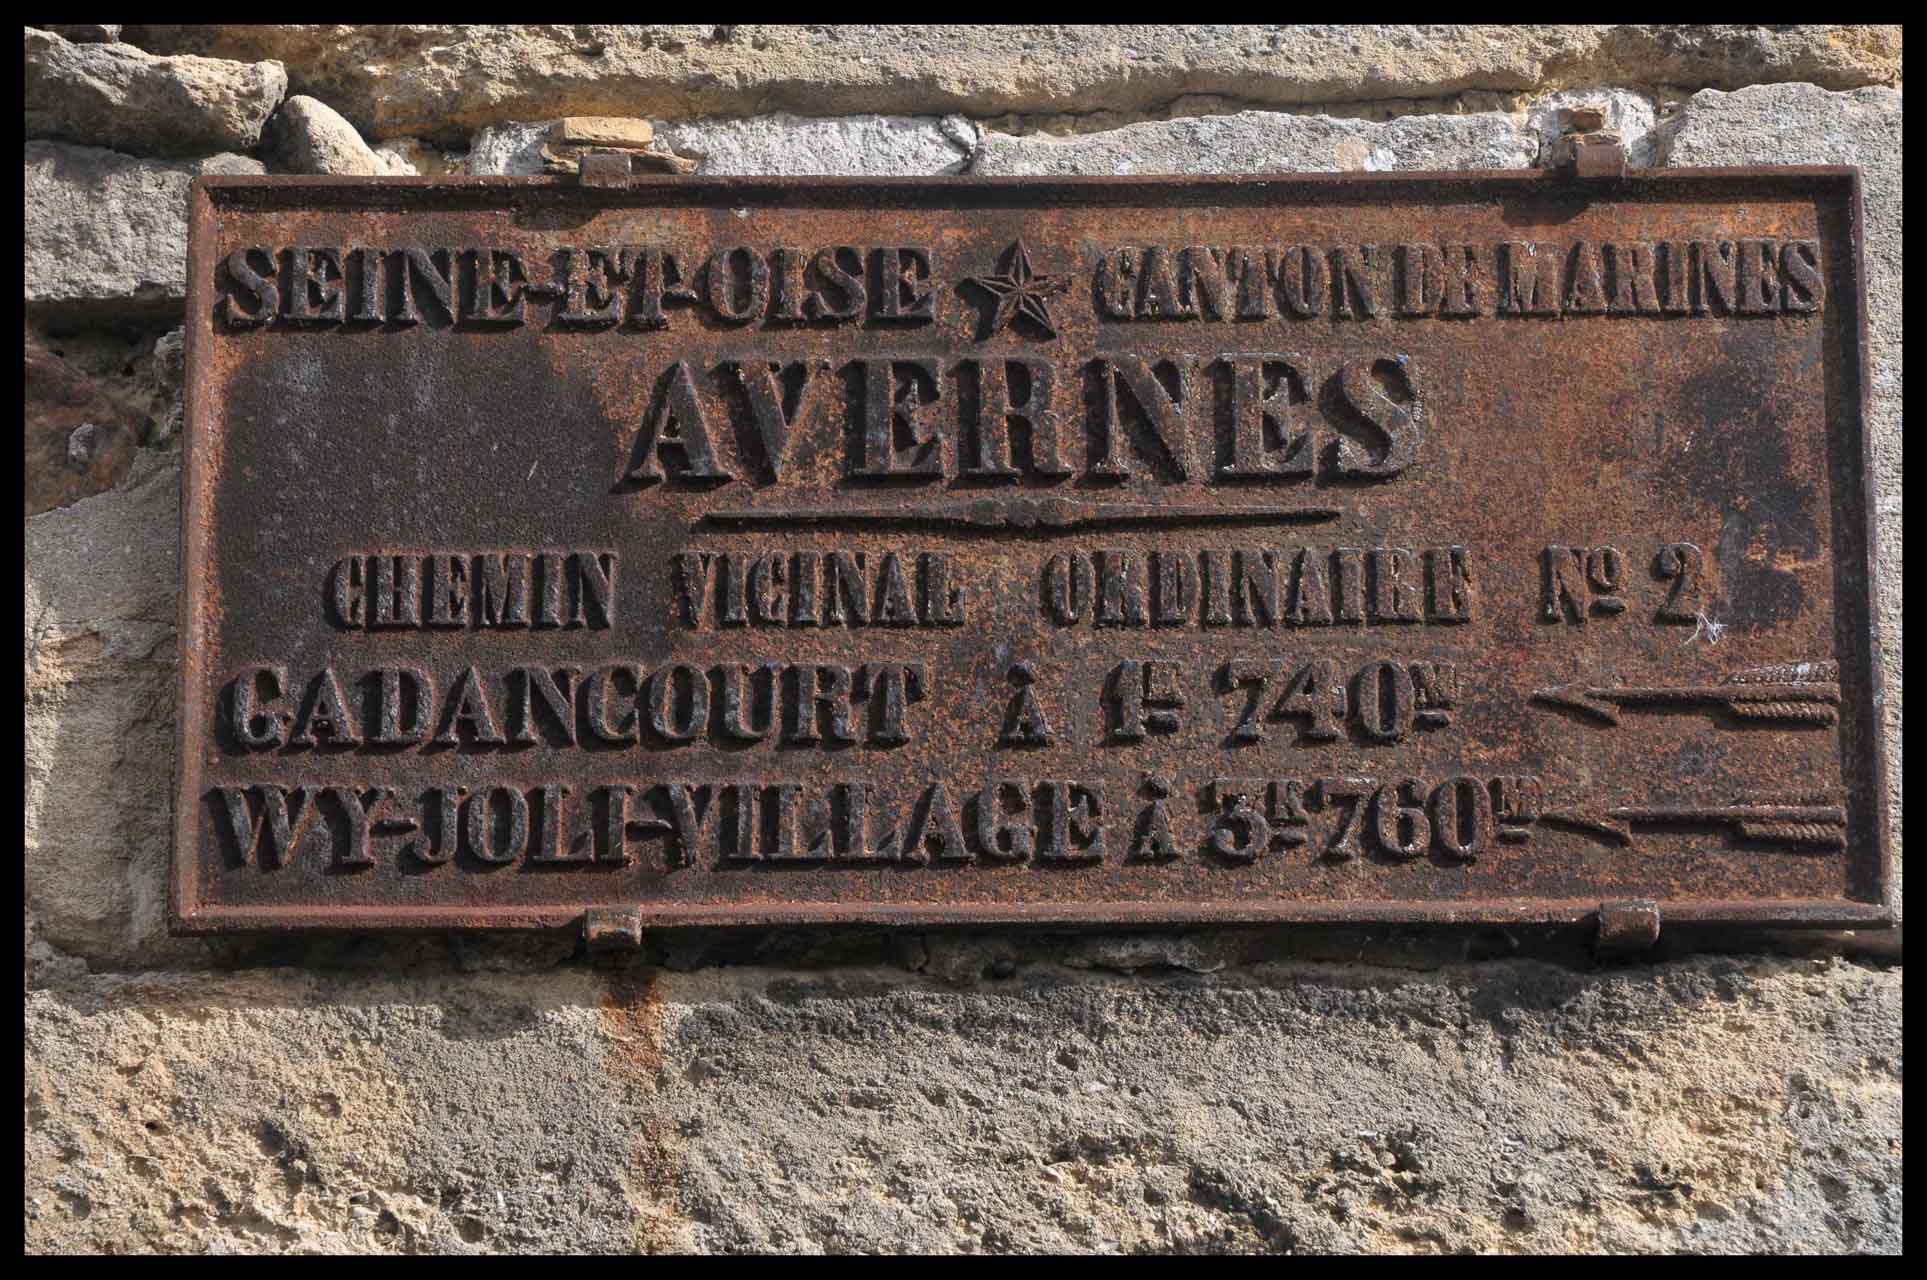 SEINE-ET-OISE ★ CANTON DE MARINES
AVERNES
CHEMIN VICINAL ORDINAIRE Nº 2
GADANCOURT À 1K 740M
WY-JOLI-VILLAGE À 3K 760M